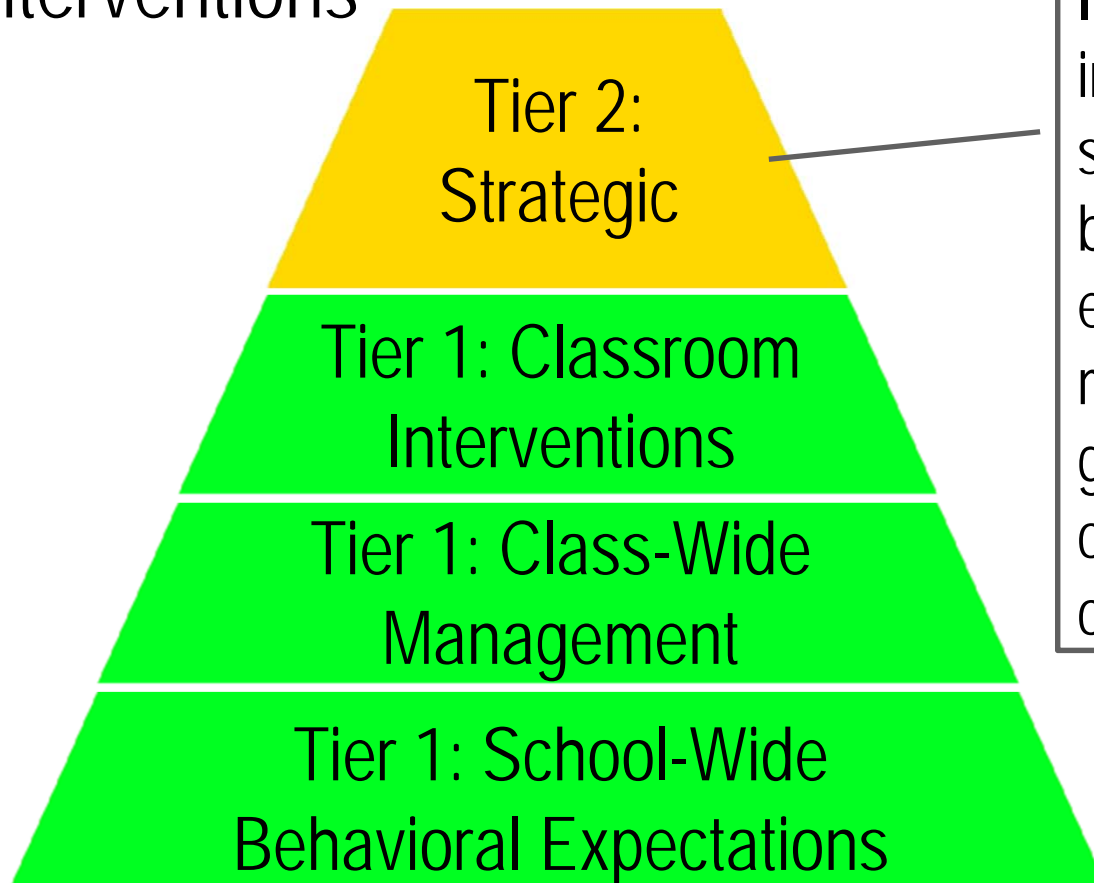 Tier 2:
Strategic
Tier 1: Classroom
Interventions
Tier 1: Class-Wide
Management
Tier 1: School-Wide
Behavioral Expectations